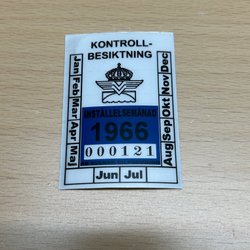 KONTROLL-
BESIKTNING
Jan Feb Mar Apr Maj
INSTÄLLELSEMÅNAD
1966
000121
Jun Jul
Aug Sep Okt Nov Dec